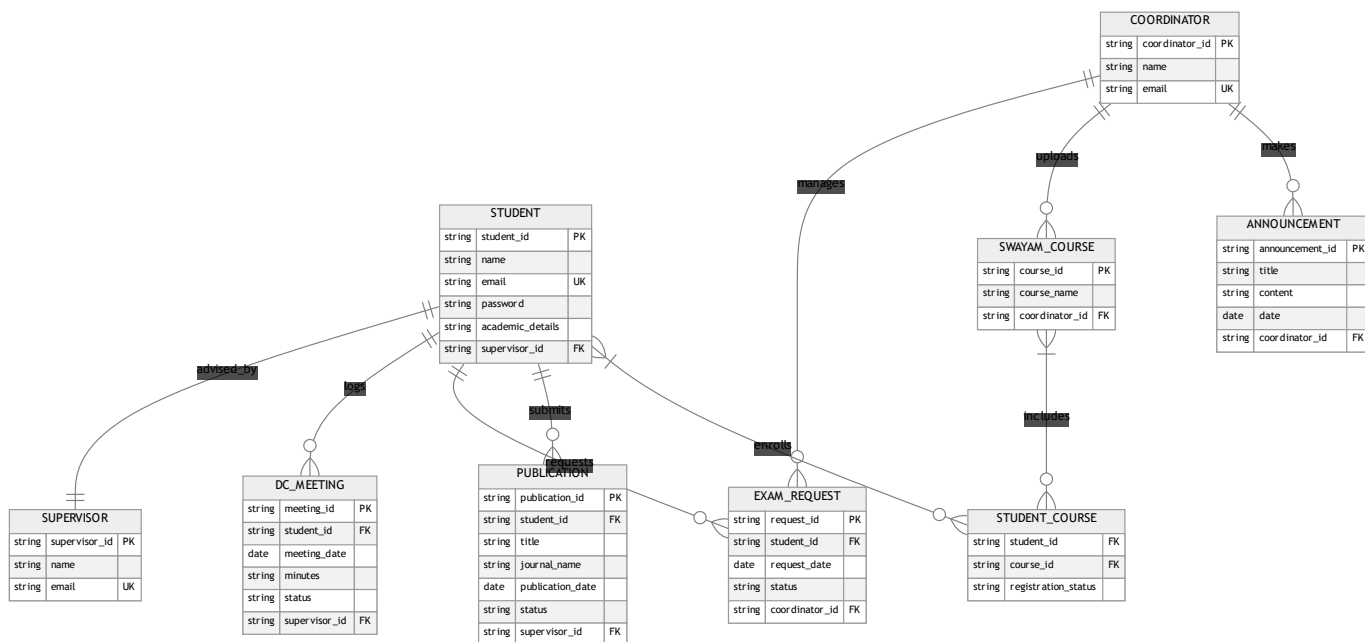 COORDINATOR
string coordinator_id PK
string name
string email UK
manages
uploads
makes
STUDENT
string student_id PK
string name
string email UK
string password
string academic_details
string supervisor_id FK
SWAYAM_COURSE
string course_id PK
string course_name
string coordinator_id FK
ANNOUNCEMENT
string announcement_id PK
string title
string content
date date
string coordinator_id FK
advised_by
logs
submits
requests
enrolls
includes
SUPERVISOR
string supervisor_id PK
string name
string email UK
DC_MEETING
string meeting_id PK
string student_id FK
date meeting_date
string minutes
string status
string supervisor_id FK
PUBLICATION
string publication_id PK
string student_id FK
string title
string journal_name
date publication_date
string status
string supervisor_id FK
EXAM_REQUEST
string request_id PK
string student_id FK
date request_date
string status
string coordinator_id FK
STUDENT_COURSE
string student_id FK
string course_id FK
string registration_status